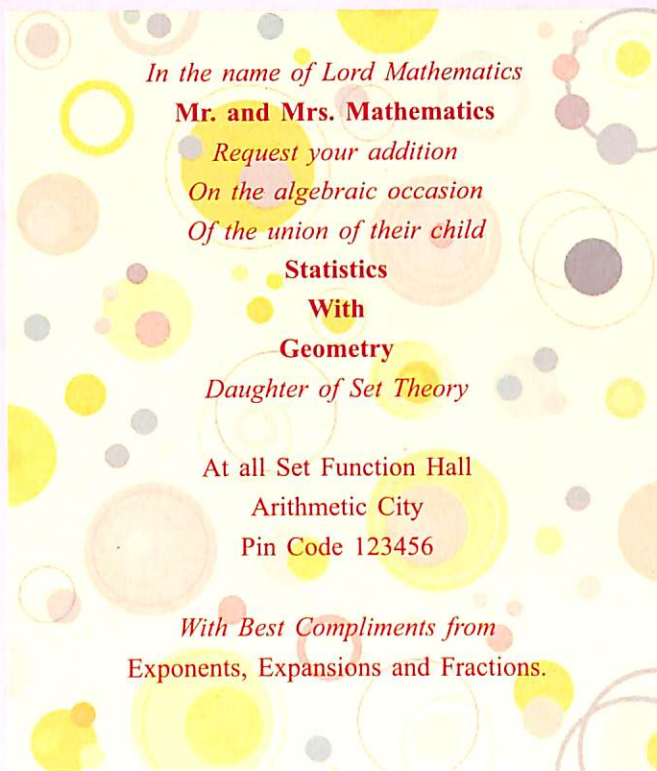 In the name of Lord Mathematics
Mr. and Mrs. Mathematics
Request your addition
On the algebraic occasion
Of the union of their child
Statistics
With
Geometry
Daughter of Set Theory
At all Set Function Hall
Arithmetic City
Pin Code 123456
With Best Compliments from
Exponents, Expansions and Fractions.